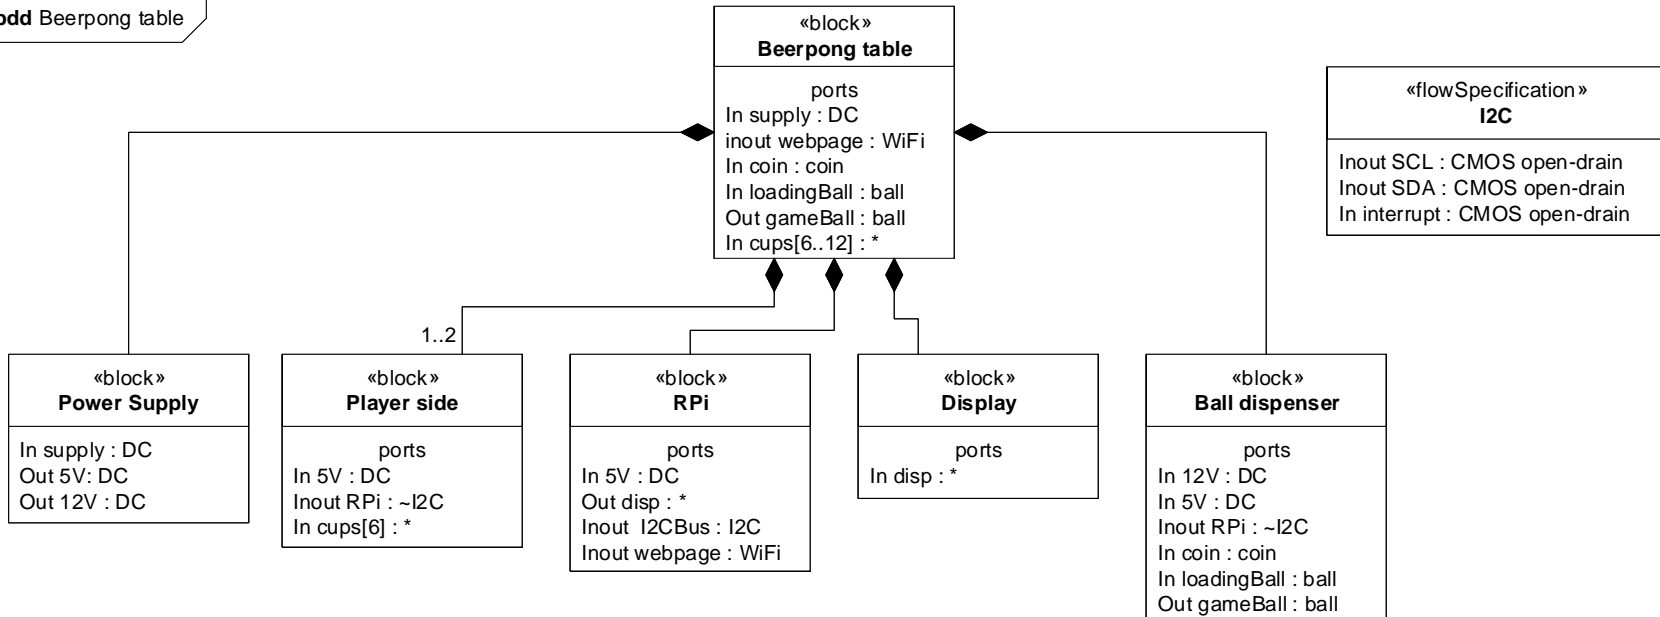 bdd Beerpong table
«block»
Beerpong table
ports
In supply : DC
inout webpage : WiFi
In coin : coin
In loadingBall : ball
Out gameBall : ball
In cups[6..12] : *
«flowSpecification»
I2C
Inout SCL : CMOS open-drain
Inout SDA : CMOS open-drain
In interrupt : CMOS open-drain
1..2
«block»
Power Supply
In supply : DC
Out 5V: DC
Out 12V : DC
«block»
Player side
ports
In 5V : DC
Inout RPi : ~I2C
In cups[6] : *
«block»
RPi
ports
In 5V : DC
Out disp : *
Inout  I2CBus : I2C
Inout webpage : WiFi
«block»
Display
ports
In disp : *
«block»
Ball dispenser
ports
In 12V : DC
In 5V : DC
Inout RPi : ~I2C
In coin : coin
In loadingBall : ball
Out gameBall : ball